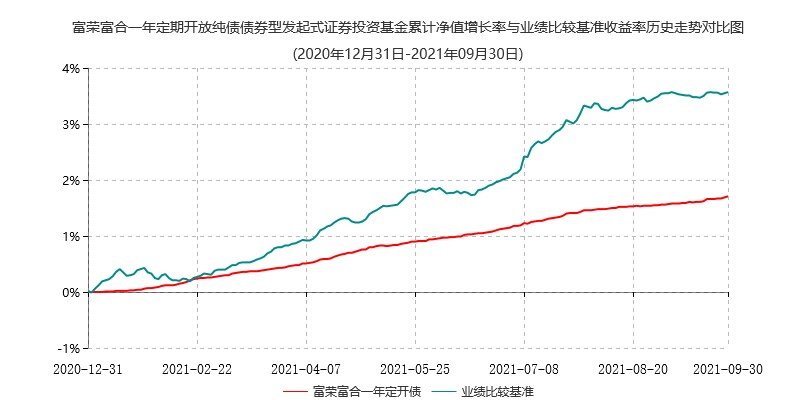 富荣富合一年定期开放纯债债券型发起式证券投资基金累计净值增长率与业绩比较基准收益率历史走势对比图
(2020年12月31日-2021年09月30日)
4%
3%
2%
1%
0%
-1%
2020-12-31 2021-02-22 2021-04-07 2021-05-25 2021-07-08 2021-08-20 2021-09-30
富荣富合一年定开债 业绩比较基准